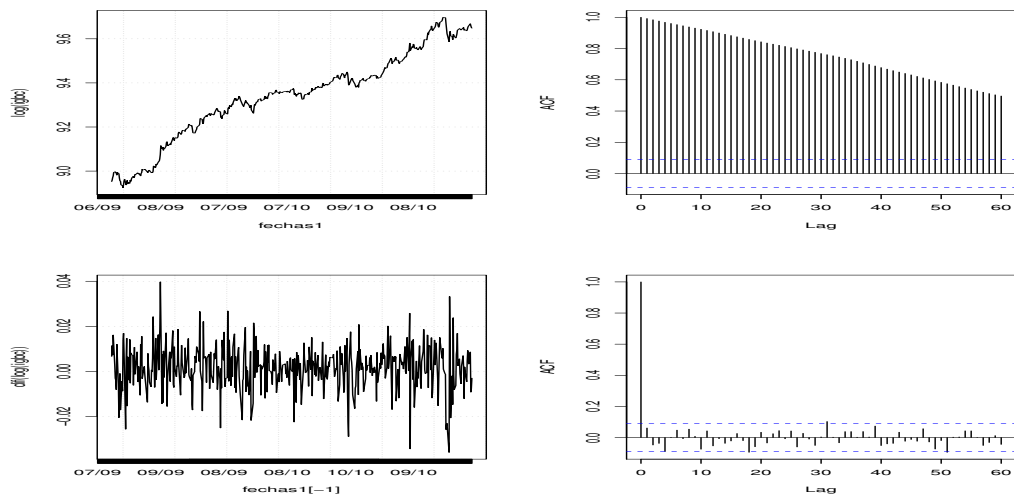 log(igbc)
9.0 9.2 9.4 9.6
06/09 08/09 07/09 07/10 09/10 08/10
fechas1
ACF
0.0 0.2 0.4 0.6 0.8 1.0
0 10 20 30 40 50 60
Lag
dif(log(igbc))
-0.02 0.00 0.02 0.04
07/09 09/09 08/09 08/10 10/10 09/10
fechas1[−1]
ACF
0.0 0.2 0.4 0.6 0.8 1.0
0 10 20 30 40 50 60
Lag